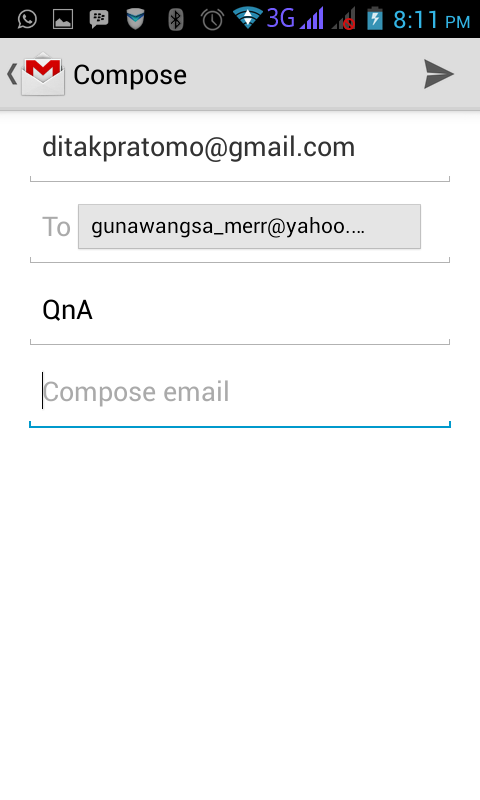 3G 8:11 PM
Compose
ditakpratomo@gmail.com
To gunawangsa_merr@yahoo....
QnA
Compose email